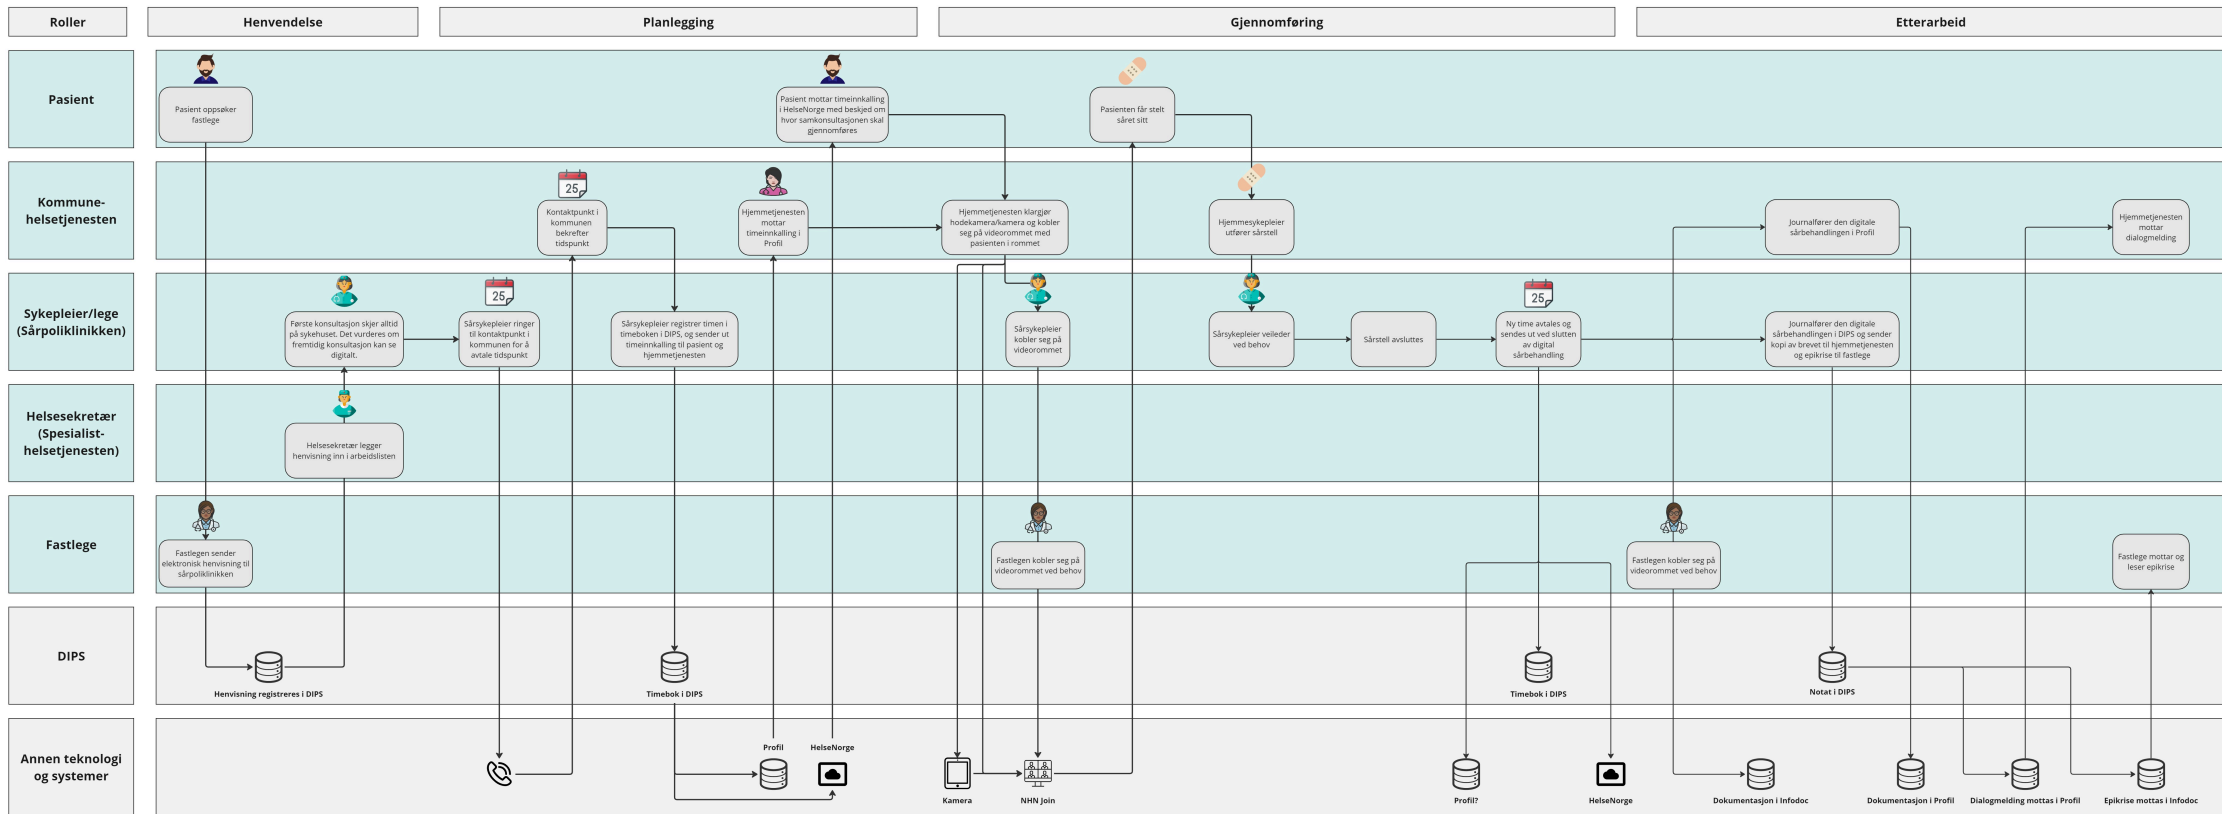 Roller
Henvendelse
Planlegging
Gjennomføring
Etterarbeid
Pasient
Pasient oppsøker
fastlege
Pasient mottar timeinnkalling
i HelseNorge med beskjed om
hvor samkonsultasjonen skal
gjennomføres
Pasienten får stelt
såret sitt
Kommune-
helsetjenesten
25
Kontaktpunkt i
kommunen
bekrefter
tidspunkt
Hjemmetjenesten
mottar
timeinnkalling i
Profil
Hjemmetjenesten klargjør
hodekamera/kamera og kobler
seg på videorommet med
pasienten i rommet
Hjemmesykepleier
utfører sårstell
Journalfører den digitale
sårbehandlingen i Profil
Hjemmetjenesten
mottar
dialogmelding
Sykepleier/lege
(Sårpoliklinikken)
Første konsultasjon skjer alltid
på sykehuset. Det vurderes om
fremtidig konsultasjon kan se
digitalt.
25
Sårsykepleier ringer
til kontaktpunkt i
kommunen for å
avtale tidspunkt
Sårsykepleier registrer timen i
timeboken i DIPS, og sender ut
timeinnkalling til pasient og
hjemmetjenesten
Sårsykepleier
kobler seg på
videorommet
Sårsykepleier veileder
ved behov
Sårstell avsluttes
25
Ny time avtales og
sendes ut ved slutten
av digital
sårbehandling
Journalfører den digitale
sårbehandlingen i DIPS og sender
kopi av brevet til hjemmetjenesten
og epikrise til fastlege
Helsesekretær
(Spesialist-
helsetjenesten)
Helsesekretær legger
henvisning inn i arbeidslisten
Fastlege
Fastlegen sender
elektronisk henvisning til
sårpoliklinikken
Fastlegen kobler seg på
videorommet ved behov
Fastlegen kobler seg på
videorommet ved behov
Fastlege mottar og
leser epikrise
DIPS
Henvisning registreres i DIPS
Timebok i DIPS
Timebok i DIPS
Notat i DIPS
Annen teknologi
og systemer
Profil
HelseNorge
Kamera
NHN Join
Profil?
HelseNorge
Dokumentasjon i Infodoc
Dokumentasjon i Profil
Dialogmelding mottas i Profil
Epikrise mottas i Infodoc